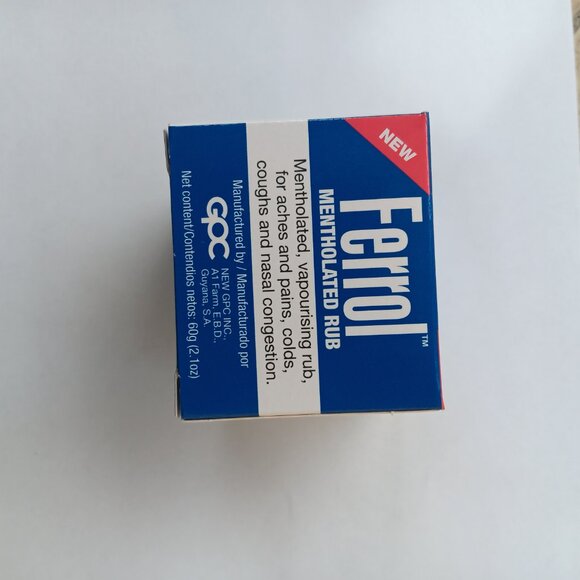 NEW
Ferrol™
MENTHOLATED RUB
Mentholated, vapourising rub,
for aches and pains, colds,
coughs and nasal congestion.
Manufactured by / Manufacturado por
GPC
NEW GPC INC.,
A1 Farm, E.B.D.,
Guyana, S.A.
Net content/Contendios netos: 60g (2.1oz)